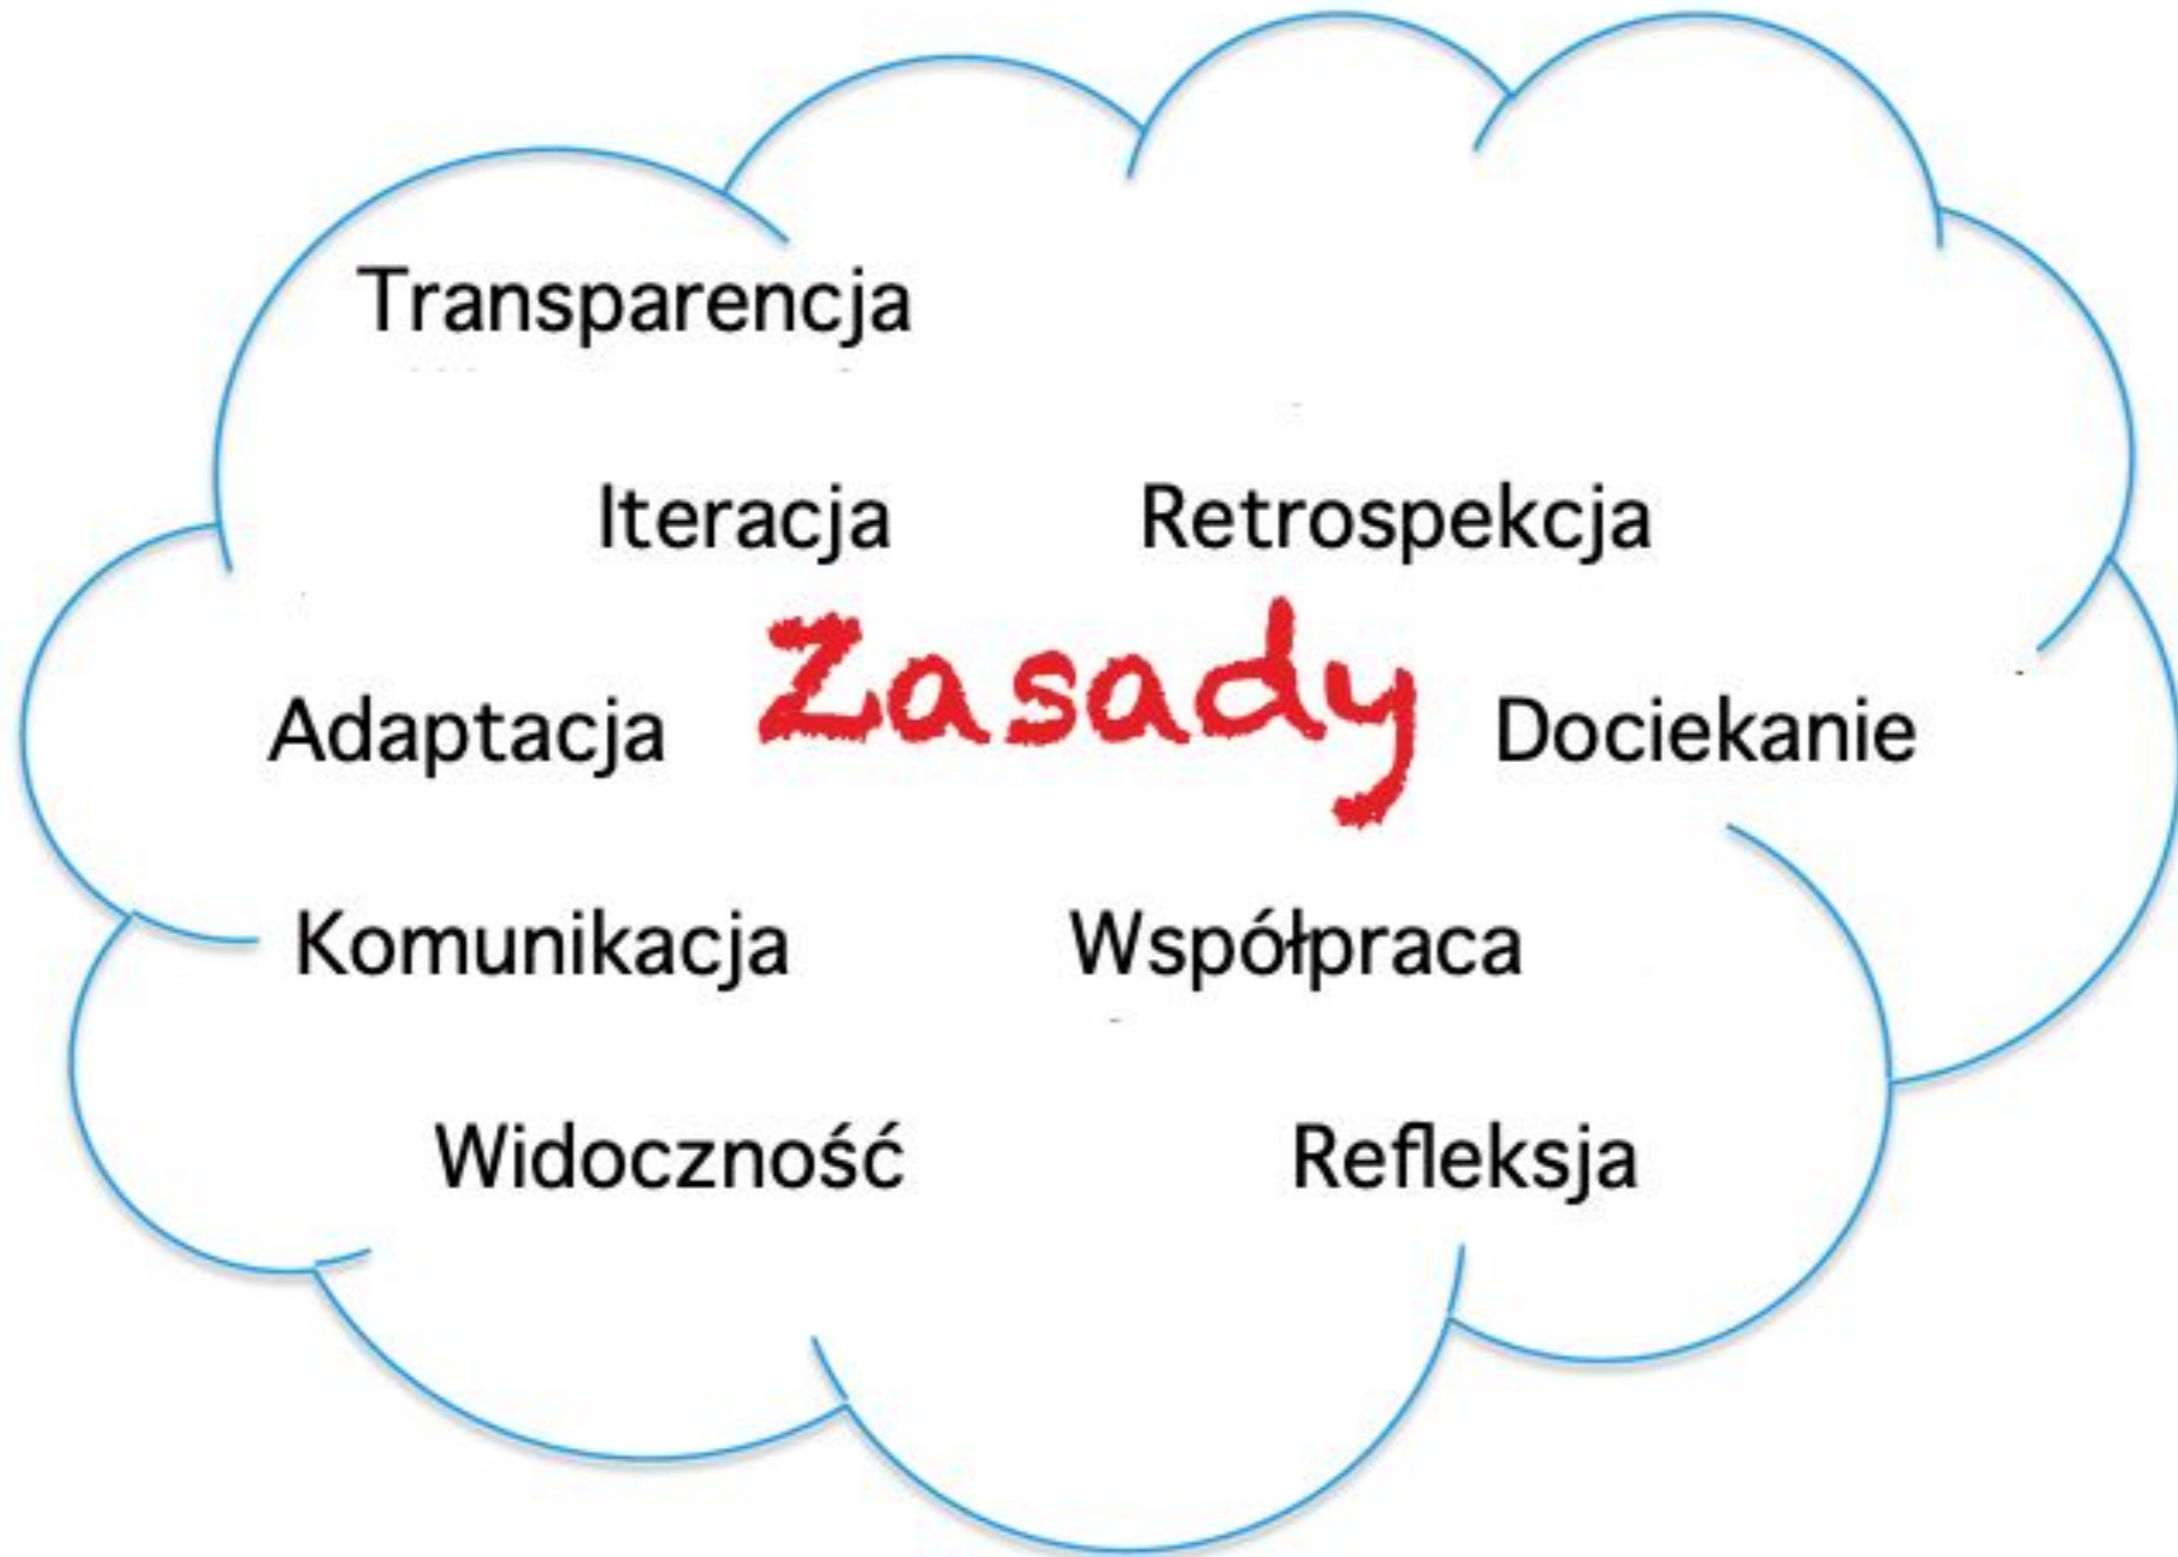 Transparencja
Iteracja Retrospekcja
Adaptacja Zasady Dociekanie
Komunikacja Współpraca
Widoczność Refleksja